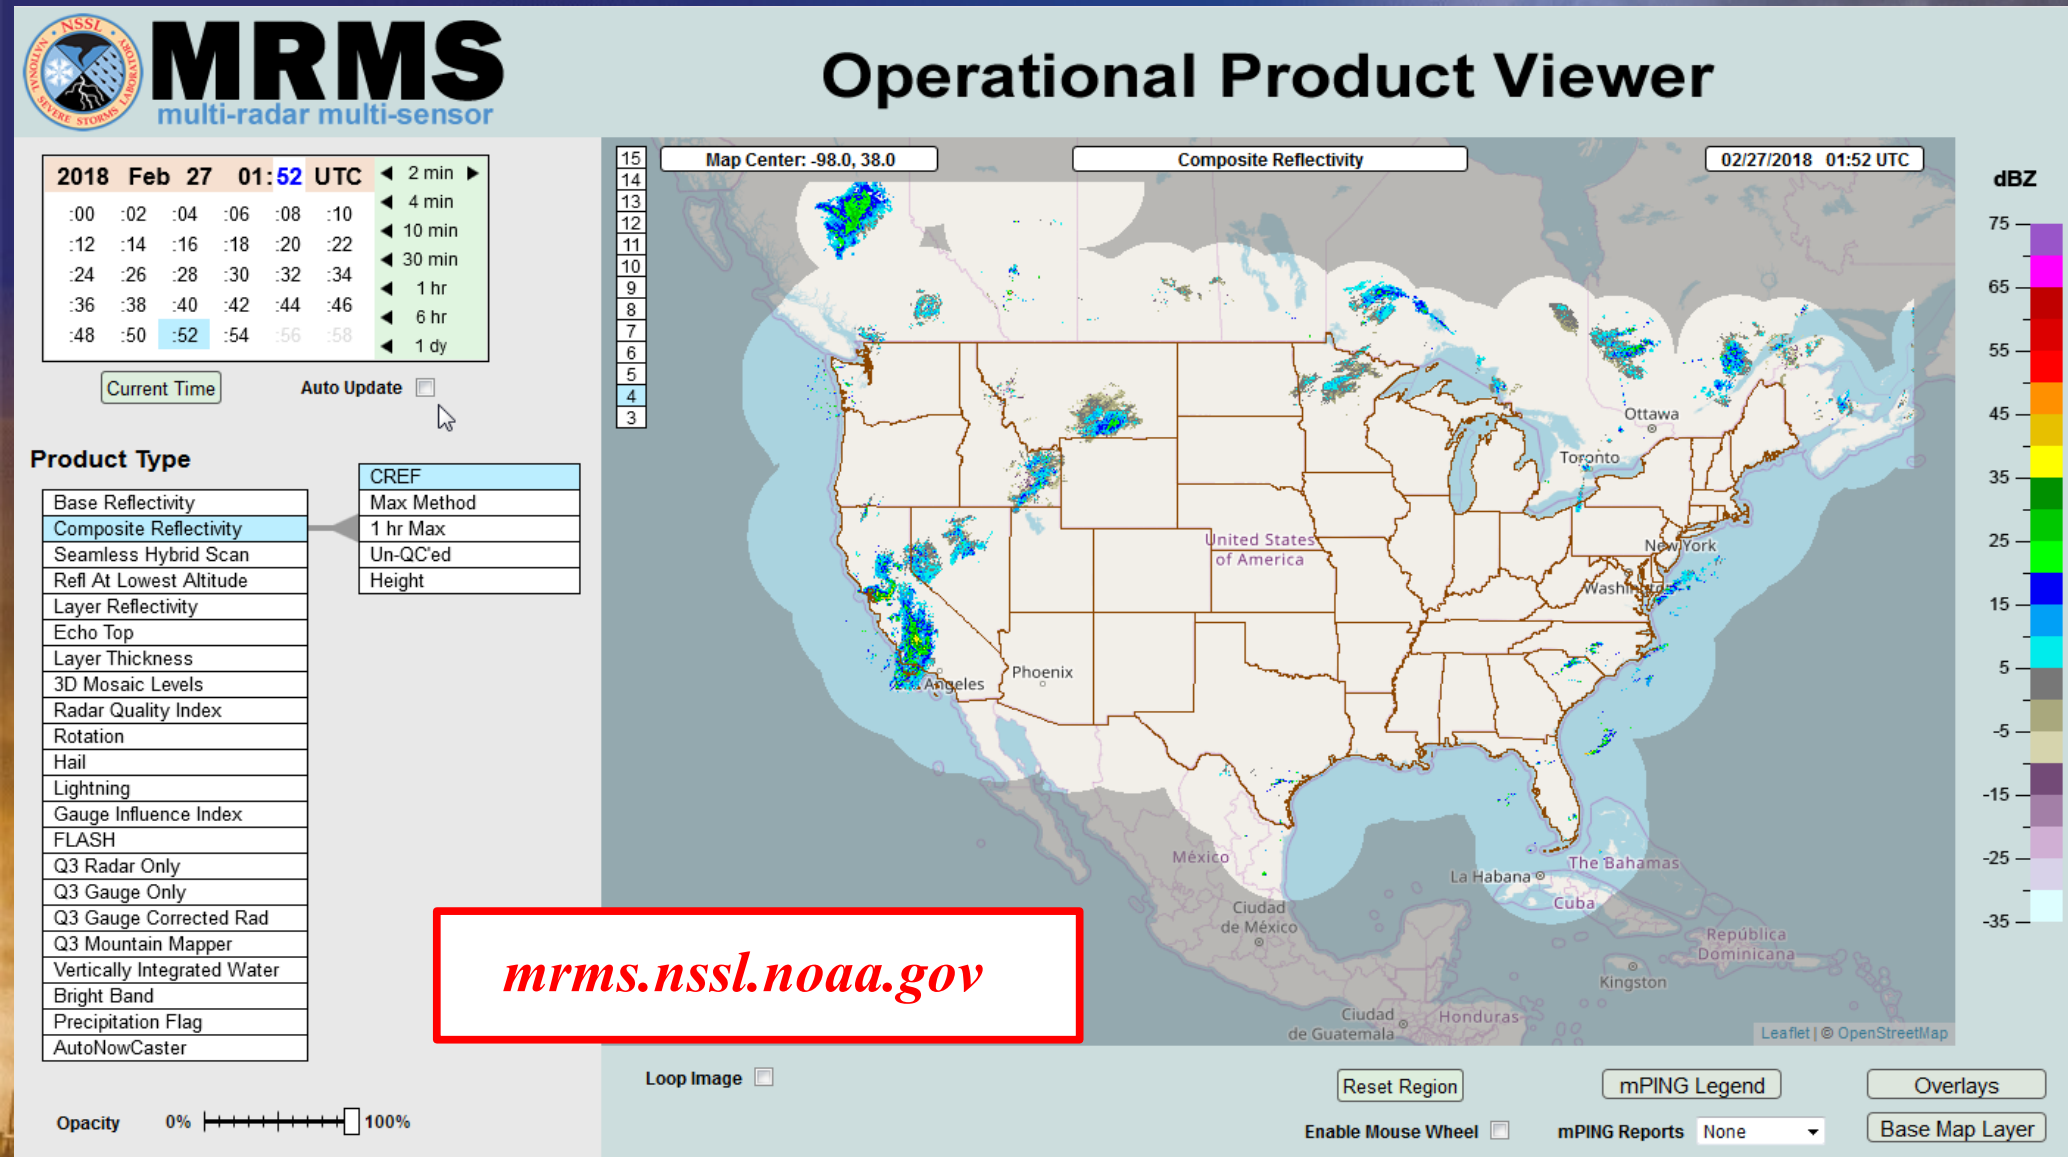 NSSL
NATIONAL SEVERE STORMS LABORATORY
MRMS
multi-radar multi-sensor
Operational Product Viewer
2018 Feb 27 01:52 UTC
:00 :02 :04 :06 :08 :10
:12 :14 :16 :18 :20 :22
:24 :26 :28 :30 :32 :34
:36 :38 :40 :42 :44 :46
:48 :50 :52 :54 :56 :58
◀ 2 min ▶
◀ 4 min
◀ 10 min
◀ 30 min
◀ 1 hr
◀ 6 hr
◀ 1 dy
Current Time
Auto Update
Product Type
Base Reflectivity
Composite Reflectivity
Seamless Hybrid Scan
Refl At Lowest Altitude
Layer Reflectivity
Echo Top
Layer Thickness
3D Mosaic Levels
Radar Quality Index
Rotation
Hail
Lightning
Gauge Influence Index
FLASH
Q3 Radar Only
Q3 Gauge Only
Q3 Gauge Corrected Rad
Q3 Mountain Mapper
Vertically Integrated Water
Bright Band
Precipitation Flag
AutoNowCaster
CREF
Max Method
1 hr Max
Un-QC'ed
Height
Opacity 0% 100%
15
14
13
12
11
10
9
8
7
6
5
4
3
Map Center: -98.0, 38.0
Composite Reflectivity
02/27/2018 01:52 UTC
Ottawa
Toronto
United States
of America
New York
Phoenix
Angeles
México
La Habana
The Bahamas
Cuba
Ciudad
de México
República
Dominicana
Kingston
Ciudad
de Guatemala
Honduras
Leaflet | © OpenStreetMap
mrms.nssl.noaa.gov
dBZ
75
65
55
45
35
25
15
5
-5
-15
-25
-35
Loop Image
Reset Region
mPING Legend
Overlays
Enable Mouse Wheel
mPING Reports None
Base Map Layer